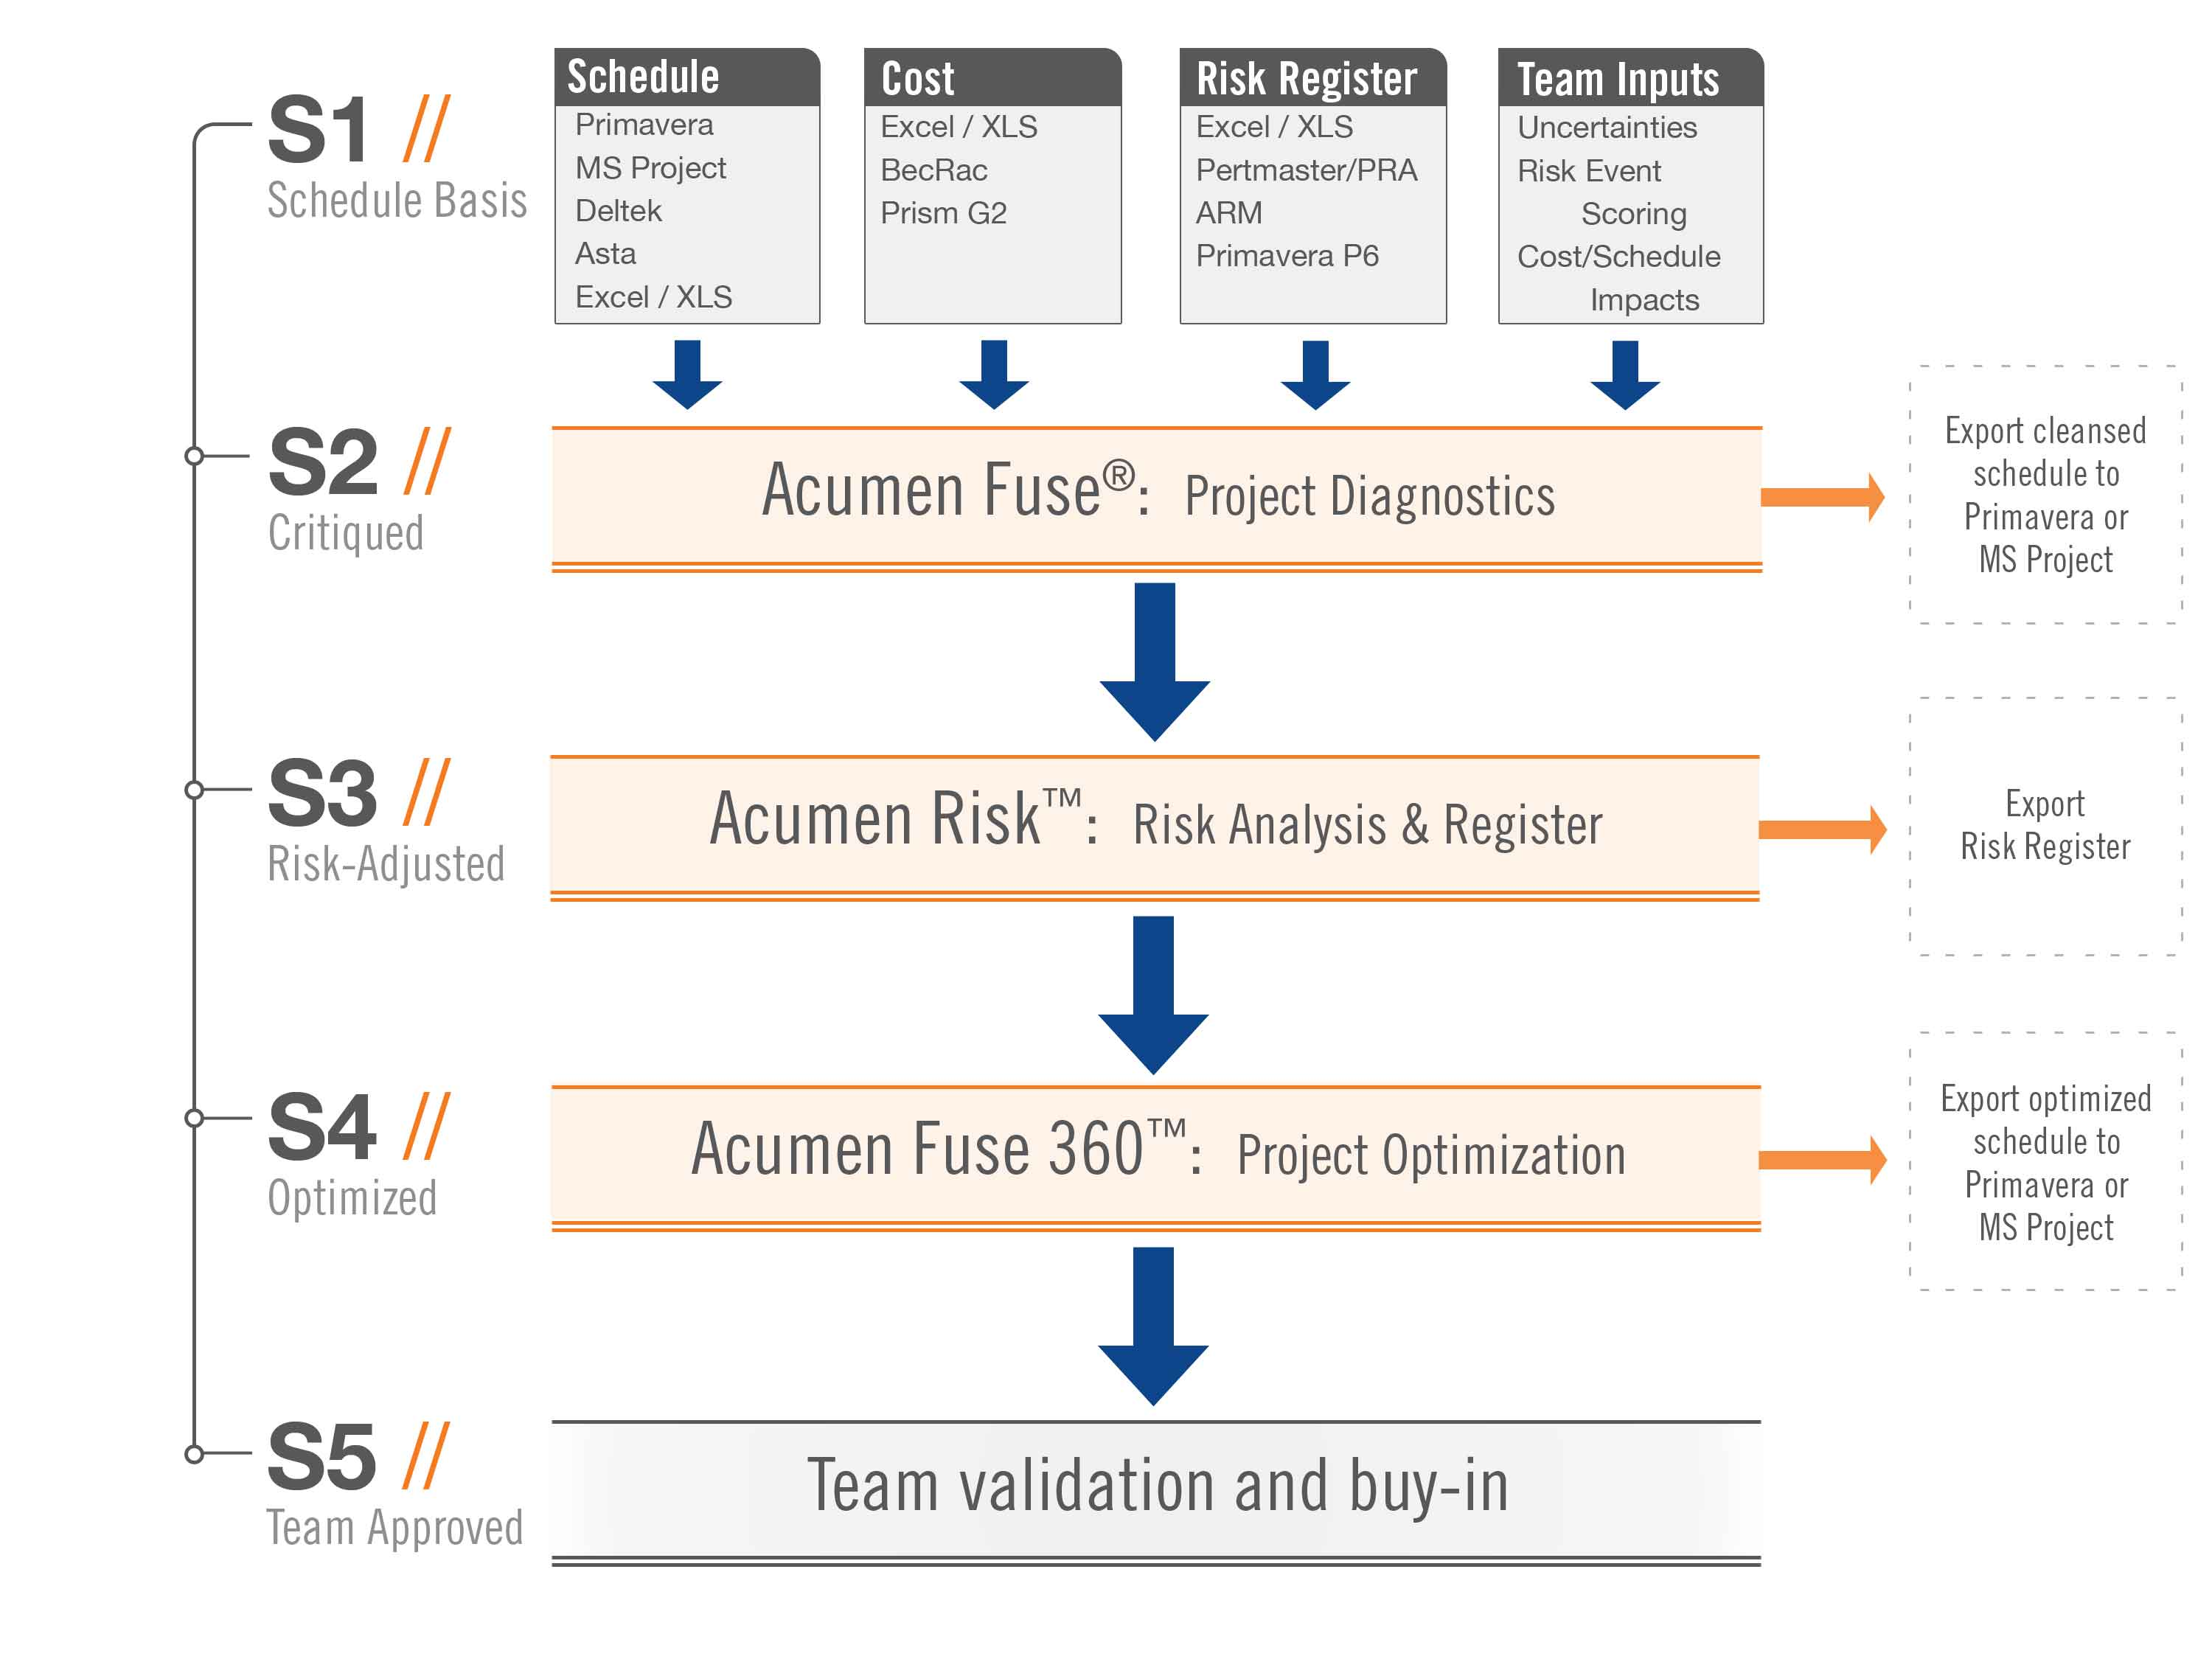 S1 //
Schedule Basis
Schedule
Primavera
MS Project
Deltek
Asta
Excel / XLS
Cost
Excel / XLS
BecRac
Prism G2
Risk Register
Excel / XLS
Pertmaster/PRA
ARM
Primavera P6
Team Inputs
Uncertainties
Risk Event
Scoring
Cost/Schedule
Impacts
S2 //
Critiqued
Acumen Fuse®: Project Diagnostics
Export cleansed
schedule to
Primavera or
MS Project
S3 //
Risk-Adjusted
Acumen Risk™: Risk Analysis & Register
Export
Risk Register
S4 //
Optimized
Acumen Fuse 360™: Project Optimization
Export optimized
schedule to
Primavera or
MS Project
S5 //
Team Approved
Team validation and buy-in